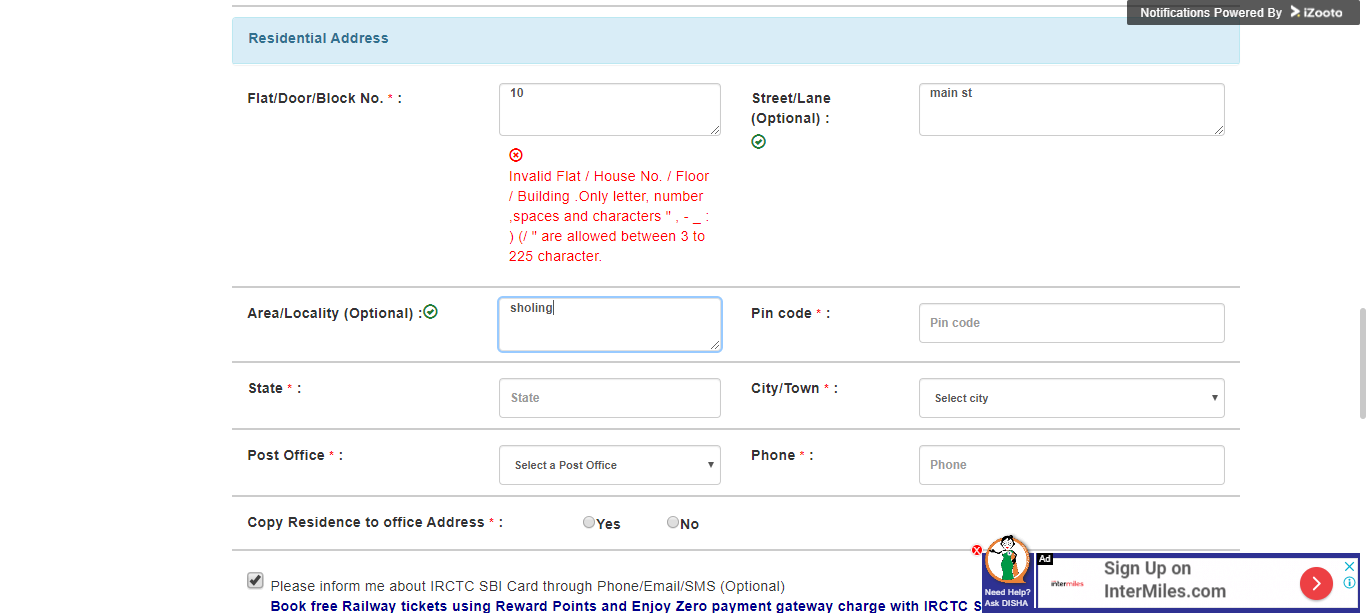 Notifications Powered By iZooto
Residential Address
Flat/Door/Block No. * :
10
Street/Lane
(Optional) :
main st
Invalid Flat / House No. / Floor
/ Building .Only letter, number
,spaces and characters " , - _ :
) (/ " are allowed between 3 to
225 character.
Area/Locality (Optional) :
sholing
Pin code * :
Pin code
State * :
State
City/Town * :
Select city
Post Office * :
Select a Post Office
Phone * :
Phone
Copy Residence to office Address * :
Yes
No
Please inform me about IRCTC SBI Card through Phone/Email/SMS (Optional)
Book free Railway tickets using Reward Points and Enjoy Zero payment gateway charge with IRCTC S
Need Help?
Ask DISHA
Ad
intermiles
Sign Up on
InterMiles.com